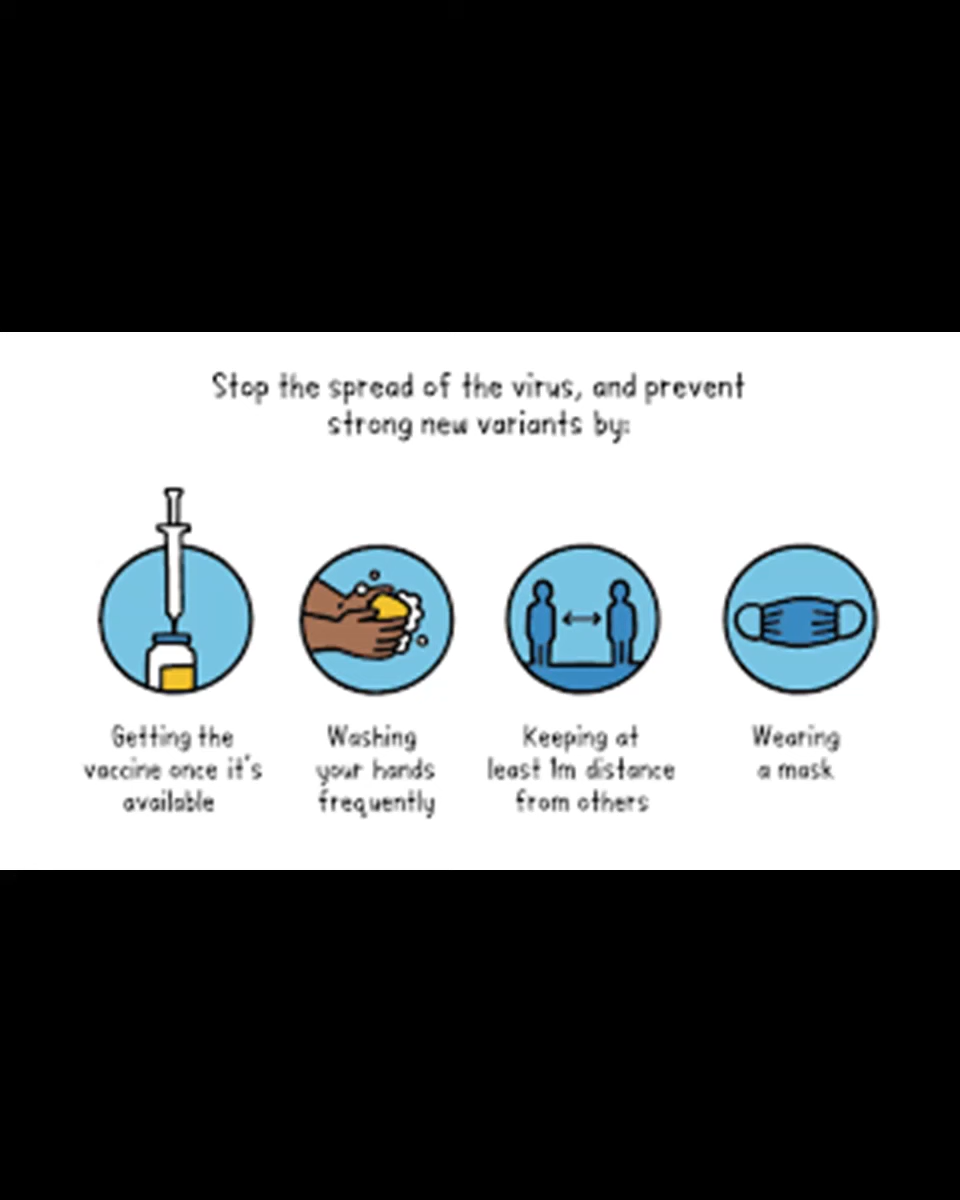 Stop the spread of the virus, and prevent
strong new variants by:
Getting the
vaccine once it's
available
Washing
your hands
frequently
Keeping at
least 1m distance
from others
Wearing
a mask